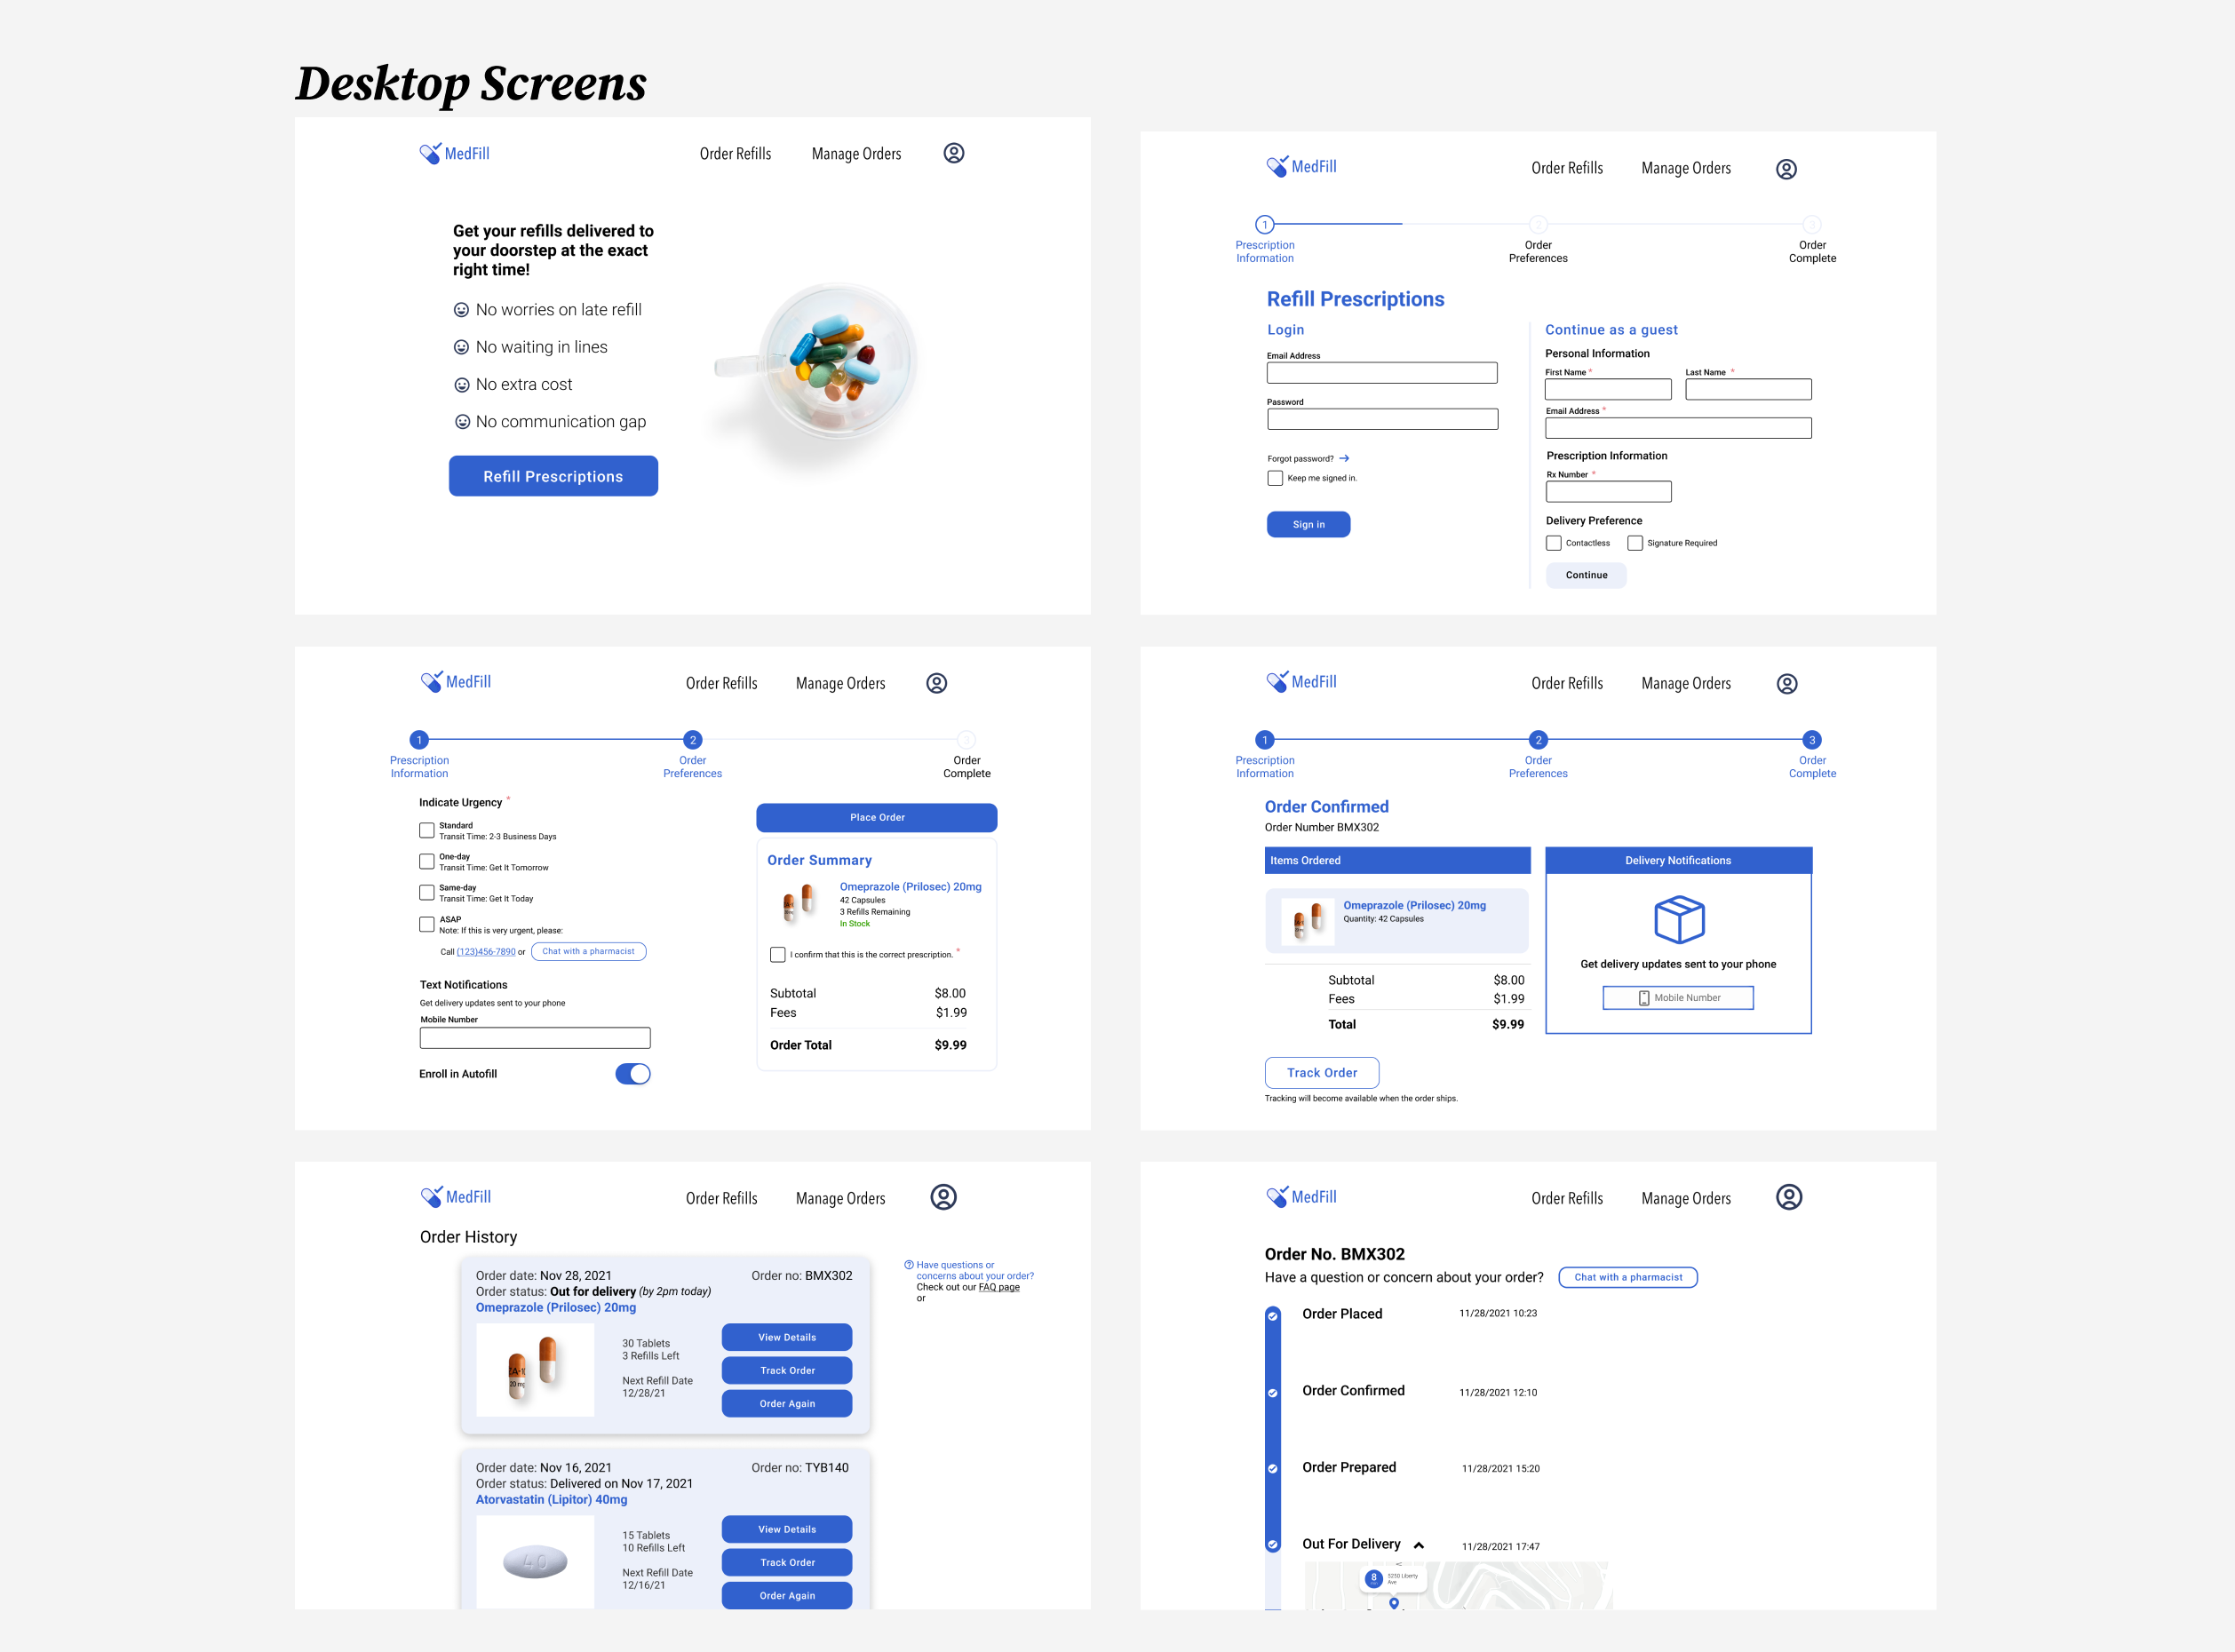 Desktop Screens
MedFill
Order Refills
Manage Orders
Get your refills delivered to
your doorstep at the exact
right time!
No worries on late refill
No waiting in lines
No extra cost
No communication gap
Refill Prescriptions
MedFill
Order Refills
Manage Orders
1
2
3
Prescription
Information
Order
Preferences
Order
Complete
Refill Prescriptions
Login
Email Address
Password
Forgot password?
Keep me signed in.
Sign in
Continue as a guest
Personal Information
First Name *
Last Name *
Email Address *
Prescription Information
Rx Number *
Delivery Preference
Contactless
Signature Required
Continue
MedFill
Order Refills
Manage Orders
1
2
3
Prescription
Information
Order
Preferences
Order
Complete
Indicate Urgency *
Standard
Transit Time: 2-3 Business Days
One-day
Transit Time: Get It Tomorrow
Same-day
Transit Time: Get It Today
ASAP
Note: If this is very urgent, please:
Call (123)456-7890 or
Chat with a pharmacist
Text Notifications
Get delivery updates sent to your phone
Mobile Number
Enroll in Autofill
Place Order
Order Summary
Omeprazole (Prilosec) 20mg
42 Capsules
3 Refills Remaining
In Stock
I confirm that this is the correct prescription. *
Subtotal $8.00
Fees $1.99
Order Total $9.99
MedFill
Order Refills
Manage Orders
1
2
3
Prescription
Information
Order
Preferences
Order
Complete
Order Confirmed
Order Number BMX302
Items Ordered
Omeprazole (Prilosec) 20mg
Quantity: 42 Capsules
Subtotal $8.00
Fees $1.99
Total $9.99
Track Order
Tracking will become available when the order ships.
Delivery Notifications
Get delivery updates sent to your phone
Mobile Number
MedFill
Order Refills
Manage Orders
Order History
Order date: Nov 28, 2021
Order no: BMX302
Order status: Out for delivery (by 2pm today)
Omeprazole (Prilosec) 20mg
20 mg
30 Tablets
3 Refills Left
Next Refill Date
12/28/21
View Details
Track Order
Order Again
Have questions or
concerns about your order?
Check out our FAQ page
or
Order date: Nov 16, 2021
Order no: TYB140
Order status: Delivered on Nov 17, 2021
Atorvastatin (Lipitor) 40mg
40
15 Tablets
10 Refills Left
Next Refill Date
12/16/21
View Details
Track Order
Order Again
MedFill
Order Refills
Manage Orders
Order No. BMX302
Have a question or concern about your order?
Chat with a pharmacist
Order Placed 11/28/2021 10:23
Order Confirmed 11/28/2021 12:10
Order Prepared 11/28/2021 15:20
Out For Delivery 11/28/2021 17:47
8
5230 Liberty
Ave